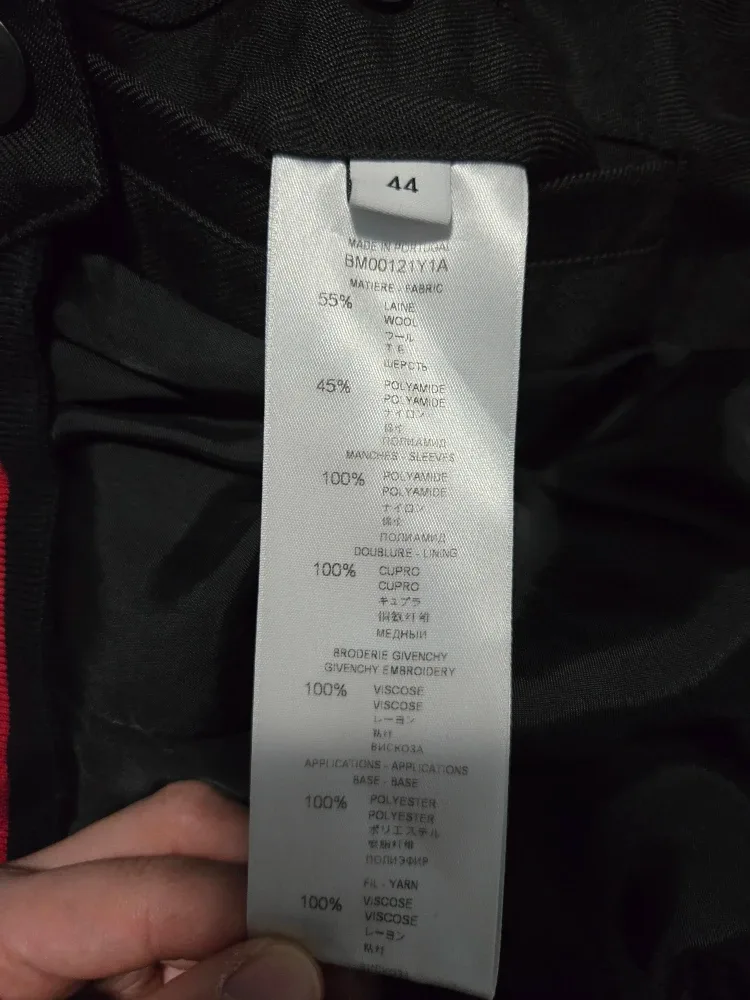 44
MADE IN PORTUGAL
BM00121Y1A
MATIERE - FABRIC
55% LAINE
WOOL
ウール
羊毛
ШЕРСТЬ
45% POLYAMIDE
POLYAMIDE
ナイロン
ПОЛИАМИД
MANCHES - SLEEVES
100% POLYAMIDE
POLYAMIDE
ナイロン
ПОЛИАМИД
DOUBLURE - LINING
100% CUPRO
CUPRO
キュプラ
МЕДНЫЙ
BRODERIE GIVENCHY
GIVENCHY EMBROIDERY
100% VISCOSE
VISCOSE
レーヨン
ВИСКОЗА
APPLICATIONS - APPLICATIONS
BASE - BASE
100% POLYESTER
POLYESTER
ポリエステル
ПОЛИЭФИР
FIL - YARN
100% VISCOSE
VISCOSE
レーヨン
ВИСКОЗА